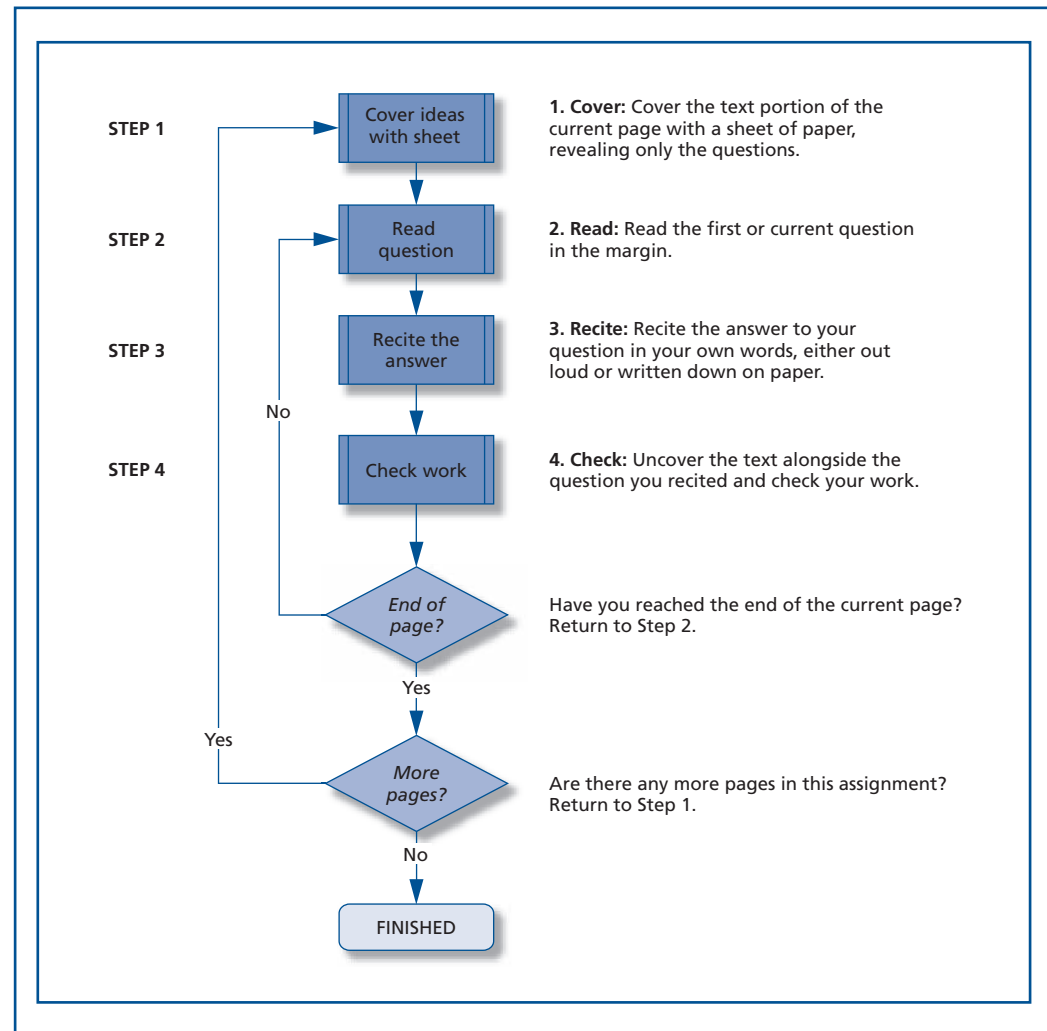 STEP 1
Cover ideas
with sheet
1. Cover: Cover the text portion of the
current page with a sheet of paper,
revealing only the questions.
STEP 2
Read
question
2. Read: Read the first or current question
in the margin.
STEP 3
Recite the
answer
3. Recite: Recite the answer to your
question in your own words, either out
loud or written down on paper.
No
STEP 4
Check work
4. Check: Uncover the text alongside the
question you recited and check your work.
End of
page?
Have you reached the end of the current page?
Return to Step 2.
Yes
Yes
More
pages?
Are there any more pages in this assignment?
Return to Step 1.
No
FINISHED